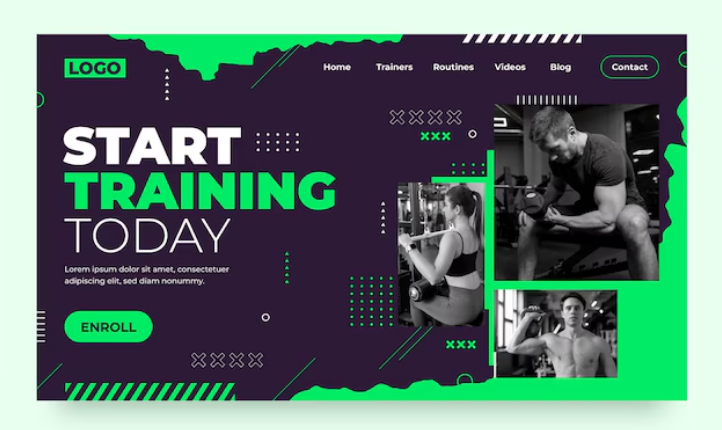 LOGO
Home Trainers Routines Videos Blog Contact
START
TRAINING
TODAY
Lorem ipsum dolor sit amet, consectetuer
adipiscing elit, sed diam nonummy.
ENROLL